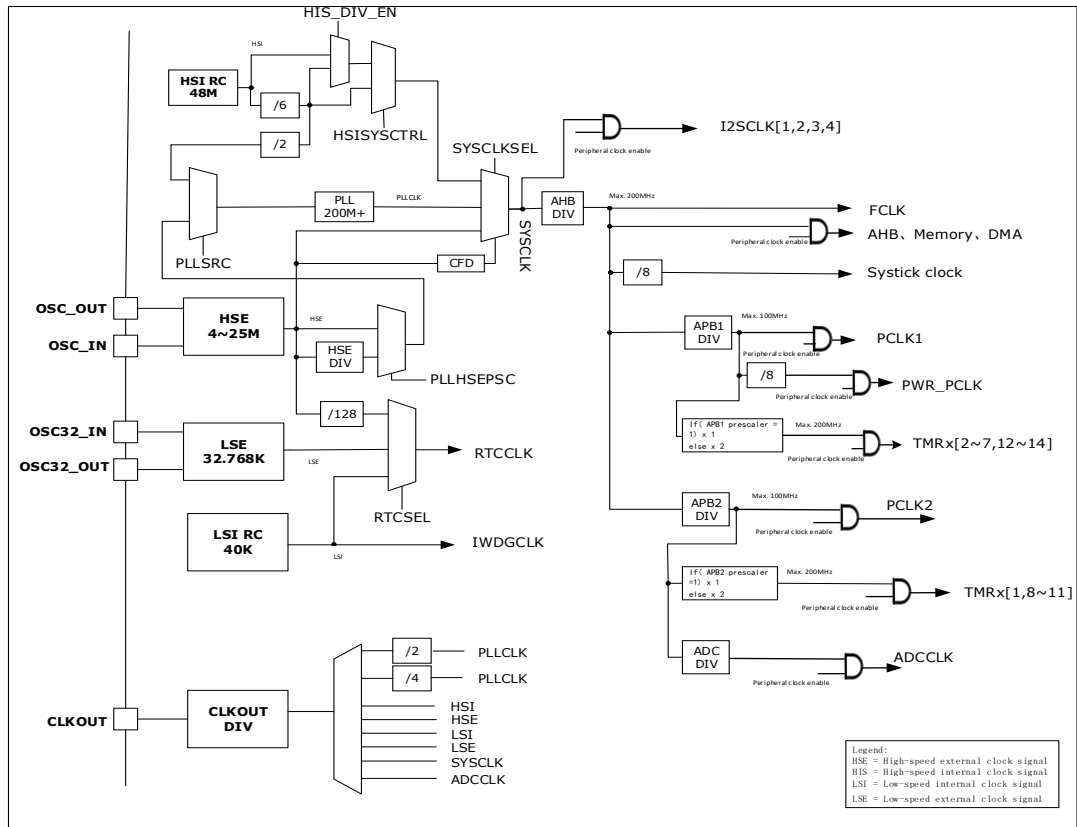 HIS_DIV_EN
HSI
HSI RC
48M
/6
/2
HSISYSCTRL
SYSCLKSEL
PLL
200M+
PLLCLK
PLLSRC
CFD
SYSCLK
AHB
DIV
Max. 200MHz
Peripheral clock enable
I2SCLK[1,2,3,4]
FCLK
Peripheral clock enable
AHB、Memory、DMA
/8
Systick clock
OSC_OUT
OSC_IN
HSE
4~25M
HSE
HSE
DIV
PLLHSEPSC
/128
APB1
DIV
Max. 100MHz
Peripheral clock enable
PCLK1
/8
Peripheral clock enable
PWR_PCLK
If( APB1 prescaler =
1) x 1
else x 2
Max. 200MHz
Peripheral clock enable
TMRx[2~7,12~14]
OSC32_IN
OSC32_OUT
LSE
32.768K
LSE
RTCCLK
RTCSEL
LSI RC
40K
LSI
IWDGCLK
APB2
DIV
Max. 100MHz
Peripheral clock enable
PCLK2
If( APB2 prescaler
=1) x 1
else x 2
Max. 200MHz
Peripheral clock enable
TMRx[1,8~11]
ADC
DIV
Peripheral clock enable
ADCCLK
CLKOUT
CLKOUT
DIV
/2
PLLCLK
/4
PLLCLK
HSI
HSE
LSI
LSE
SYSCLK
ADCCLK
Legend:
HSE = High-speed external clock signal
HIS = High-speed internal clock signal
LSI = Low-speed internal clock signal
LSE = Low-speed external clock signal